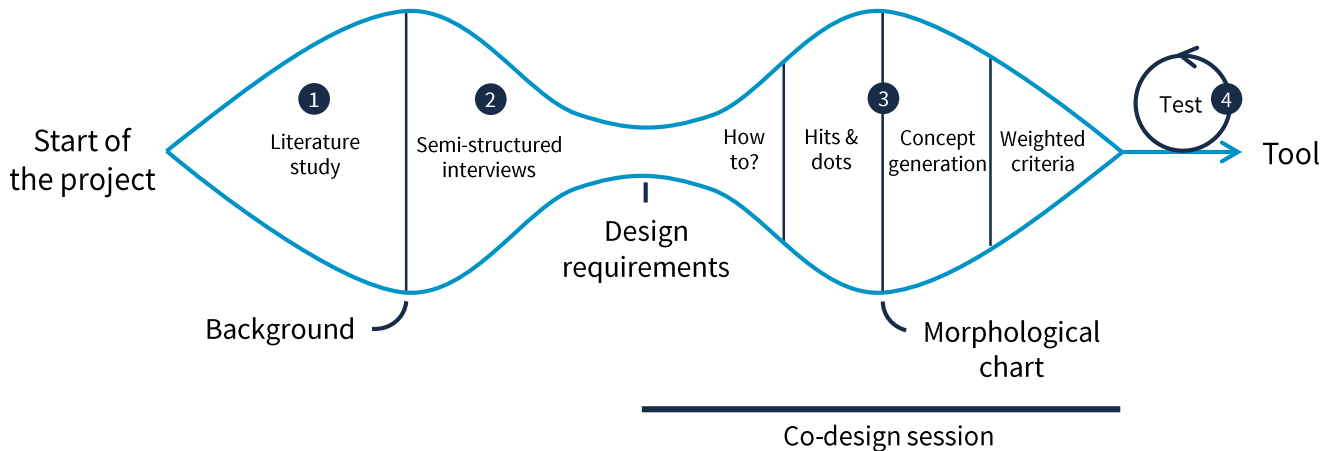 Start of
the project
1
Literature
study
2
Semi-structured
interviews
Background
Design
requirements
How
to?
Hits &
dots
3
Concept
generation
Weighted
criteria
Morphological
chart
Co-design session
Test
4
Tool